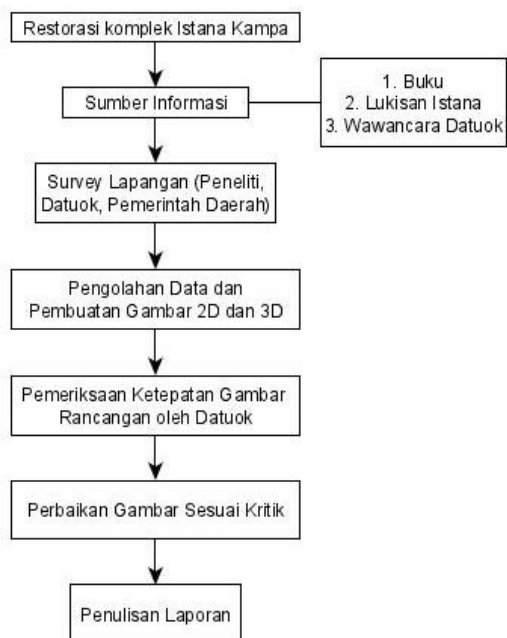 Restorasi komplek Istana Kampa
Sumber Informasi
1. Buku
2. Lukisan Istana
3. Wawancara Datuok
Survey Lapangan (Peneliti,
Datuok, Pemerintah Daerah)
Pengolahan Data dan
Pembuatan Gambar 2D dan 3D
Pemeriksaan Ketepatan Gambar
Rancangan oleh Datuok
Perbaikan Gambar Sesuai Kritik
Penulisan Laporan